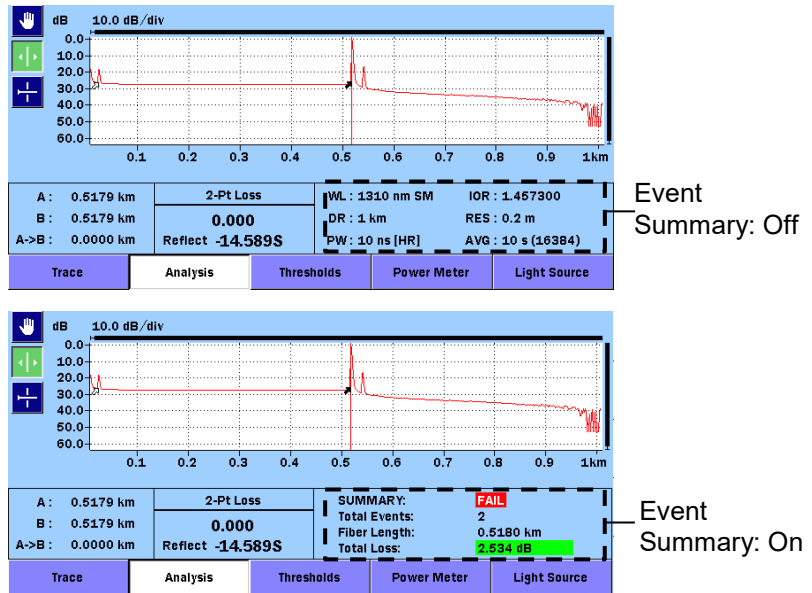 dB 10.0 dB/div
0.0
10.0
20.0
30.0
40.0
50.0
60.0
0.1 0.2 0.3 0.4 0.5 0.6 0.7 0.8 0.9 1km
A : 0.5179 km
B : 0.5179 km
A->B : 0.0000 km
2-Pt Loss
0.000
Reflect -14.589S
WL : 1310 nm SM IOR : 1.457300
DR : 1 km RES : 0.2 m
PW : 10 ns [HR] AVG : 10 s (16384)
Event
Summary: Off
Trace Analysis Thresholds Power Meter Light Source
dB 10.0 dB/div
0.0
10.0
20.0
30.0
40.0
50.0
60.0
0.1 0.2 0.3 0.4 0.5 0.6 0.7 0.8 0.9 1km
A : 0.5179 km
B : 0.5179 km
A->B : 0.0000 km
2-Pt Loss
0.000
Reflect -14.589S
SUMMARY: FAIL
Total Events: 2
Fiber Length: 0.5180 km
Total Loss: 2.534 dB
Event
Summary: On
Trace Analysis Thresholds Power Meter Light Source